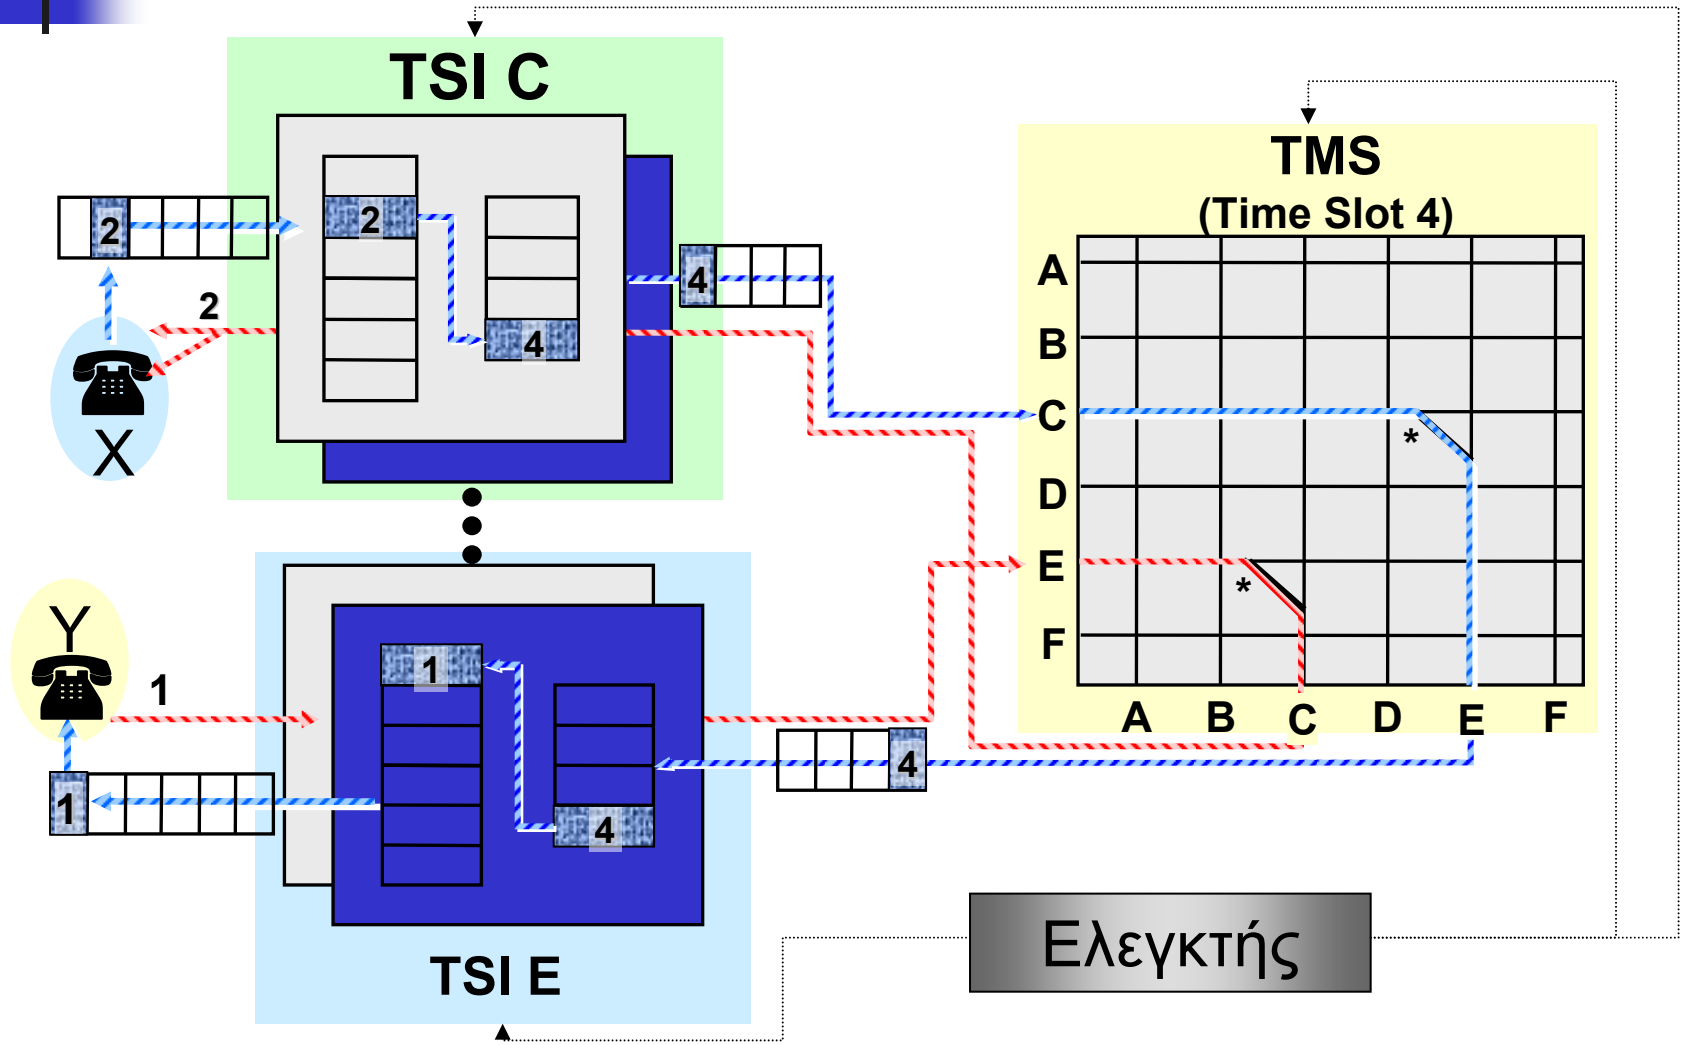 TSI C
TMS
(Time Slot 4)
2
2
4
4
2
X
A
B
C
*
D
E
*
F
A B C D E F
Y
1
1
1
4
4
TSI E
Ελεγκτής